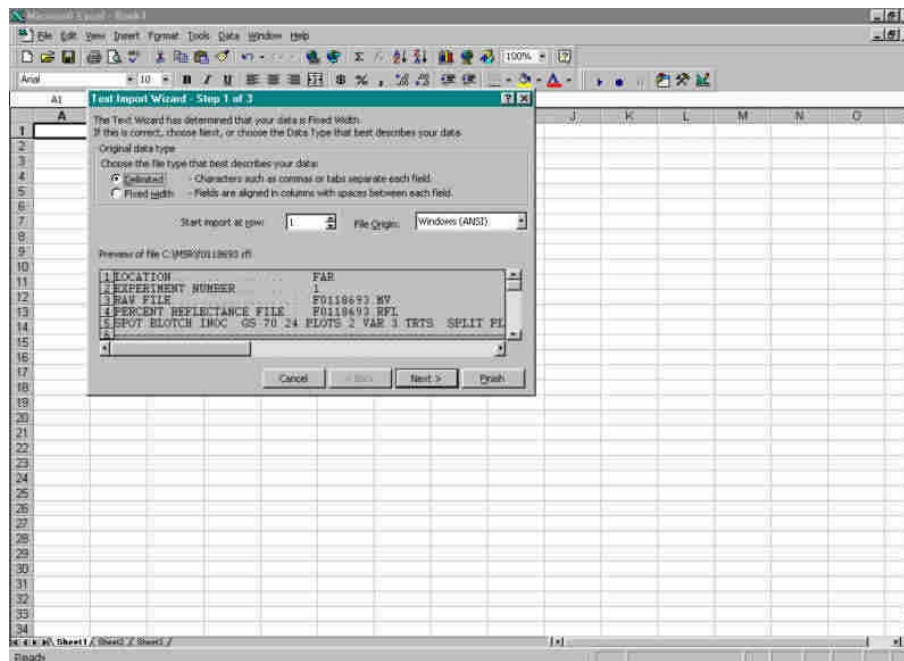 Microsoft Excel - Book1
File Edit View Insert Format Tools Data Window Help
100%
Arial 10 B I U $ % ,
A1
Text Import Wizard - Step 1 of 3
The Text Wizard has determined that your data is Fixed Width.
If this is correct, choose Next, or choose the Data Type that best describes your data.
Original data type
Choose the file type that best describes your data:
Delimited - Characters such as commas or tabs separate each field.
Fixed width - Fields are aligned in columns with spaces between each field.
Start import at row: 1 File Origin: Windows (ANSI)
Preview of file C:\MSR\f0118693.rfl.
1 LOCATION FAR
2 EXPERIMENT NUMBER 1
3 RAW FILE F0118693 MV
4 PERCENT REFLECTANCE FILE F0118693 RFL
5 SPOT BLOTCH INOC GS 70 24 PLOTS 2 VAR 3 TRTS SPLIT PL
6
Cancel < Back Next > Finish
A J K L M N O
1
2
3
4
5
6
7
8
9
10
11
12
13
14
15
16
17
18
19
20
21
22
23
24
25
26
27
28
29
30
31
32
33
34
Sheet1 Sheet2 Sheet3
Ready